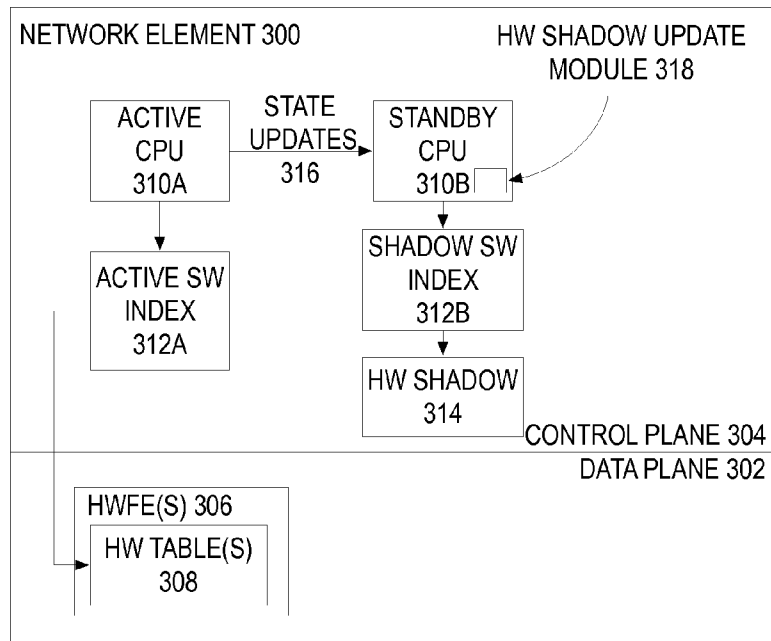 NETWORK ELEMENT 300
HW SHADOW UPDATE
MODULE 318
ACTIVE
CPU
310A
STATE
UPDATES
316
STANDBY
CPU
310B
ACTIVE SW
INDEX
312A
SHADOW SW
INDEX
312B
HW SHADOW
314
CONTROL PLANE 304
DATA PLANE 302
HWFE(S) 306
HW TABLE(S)
308